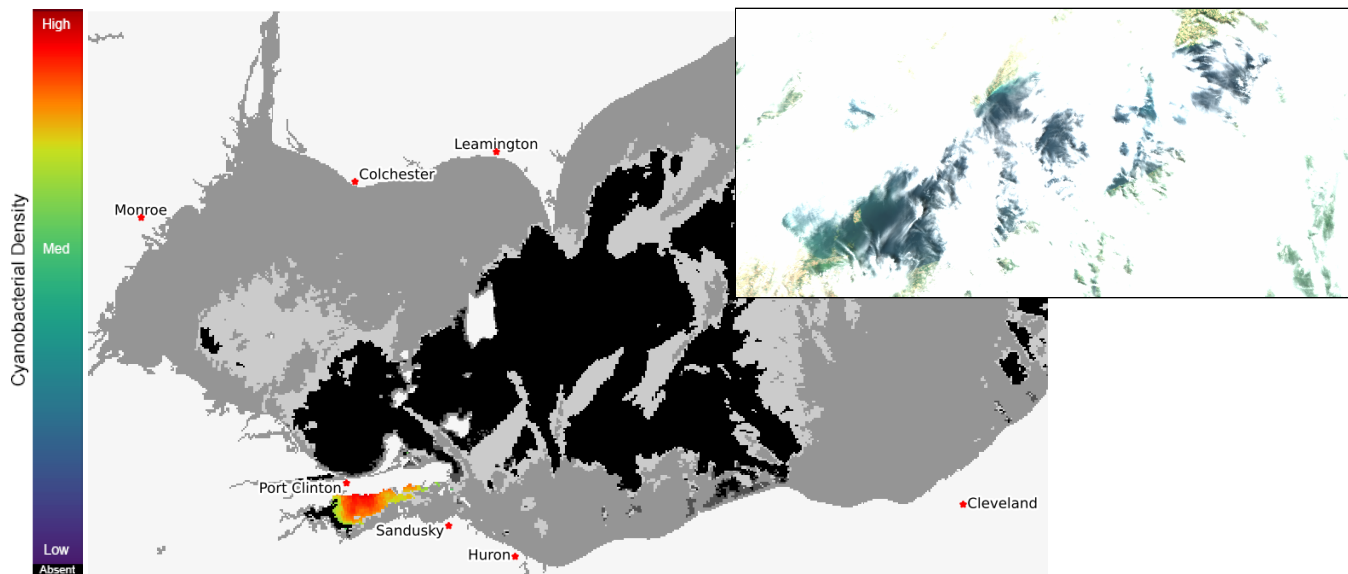 High
Cyanobacterial Density
Med
Low
Absent
Leamington
Colchester
Monroe
Port Clinton
Sandusky
Huron
Cleveland